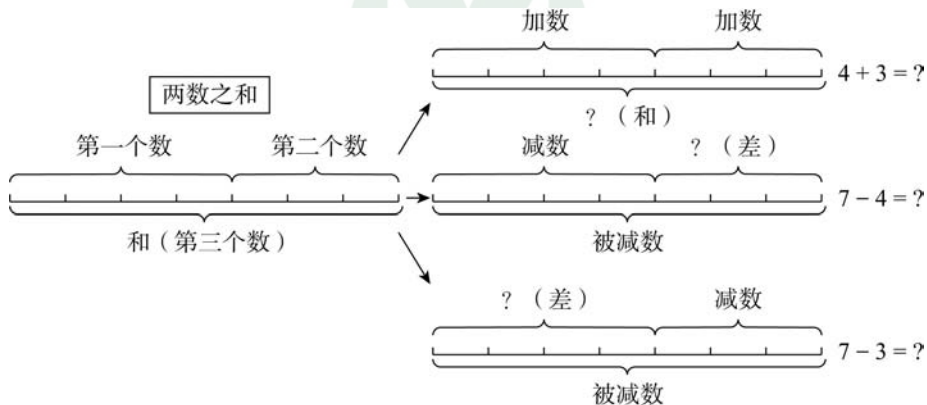 加数 加数
4 + 3 = ?
? （和）
两数之和
第一个数 第二个数
和（第三个数）
减数 ? （差）
7 − 4 = ?
被减数
? （差） 减数
7 − 3 = ?
被减数